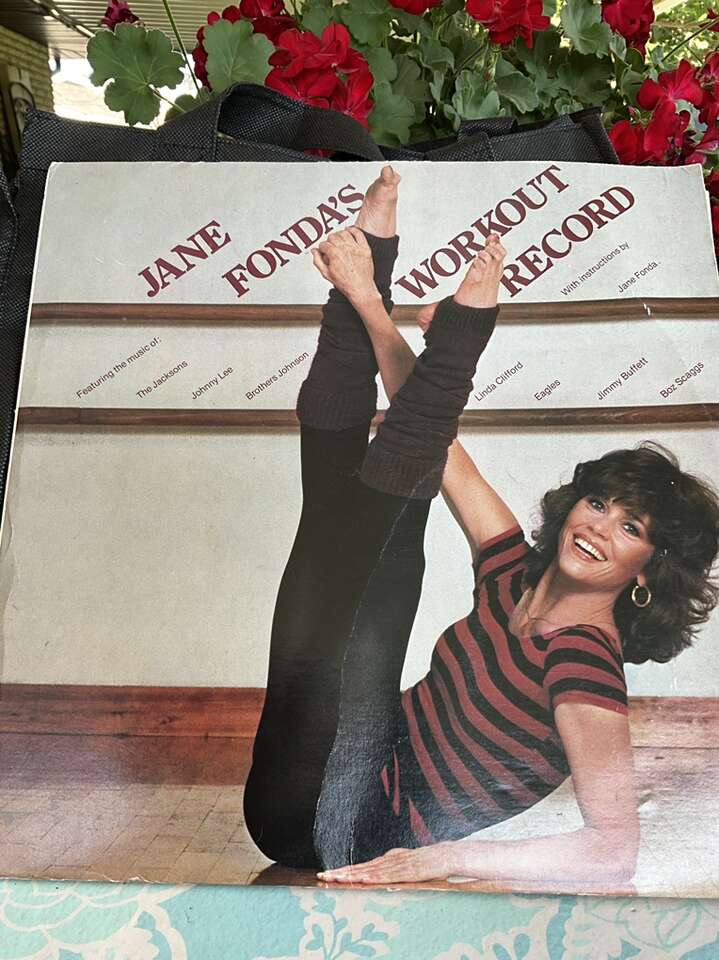 JANE
FONDA'S
WORKOUT
RECORD
With instructions by
Jane Fonda.
Featuring the music of:
The Jacksons
Johnny Lee
Brothers Johnson
Linda Clifford
Eagles
Jimmy Buffett
Boz Scaggs